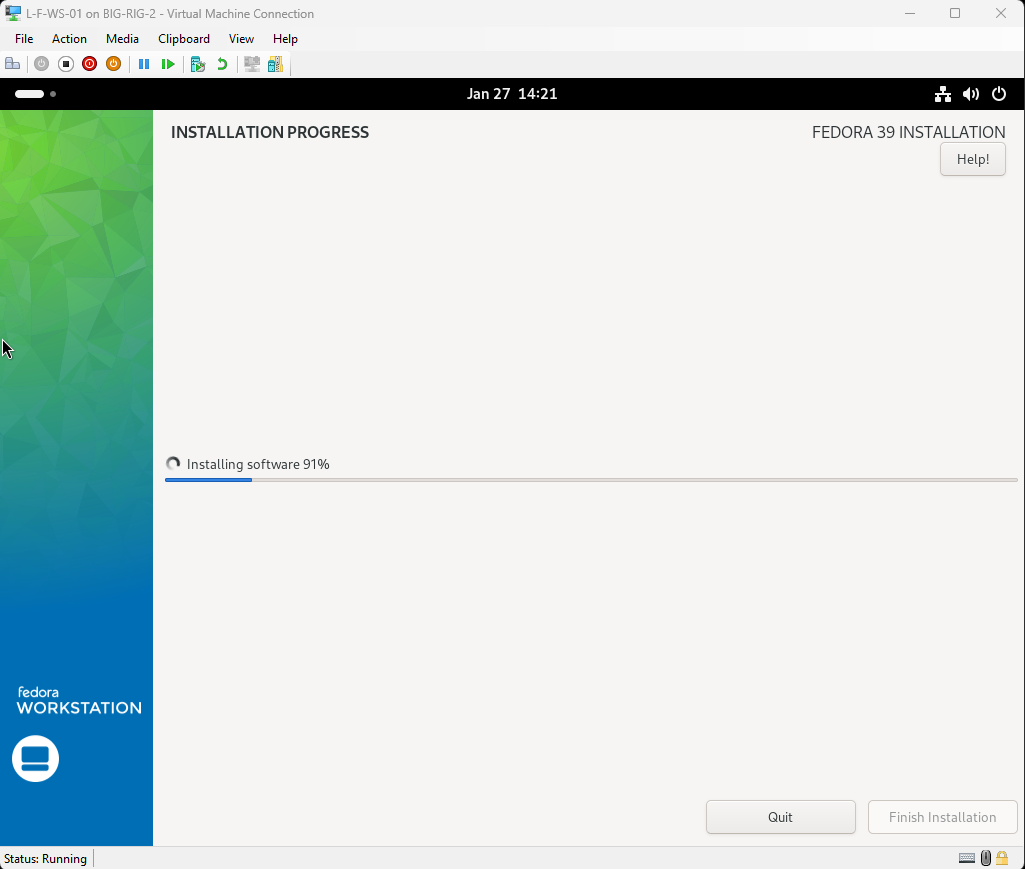 L-F-WS-01 on BIG-RIG-2 - Virtual Machine Connection
File Action Media Clipboard View Help
Jan 27 14:21
INSTALLATION PROGRESS
FEDORA 39 INSTALLATION
Help!
Installing software 91%
fedora
WORKSTATION
Quit
Finish Installation
Status: Running